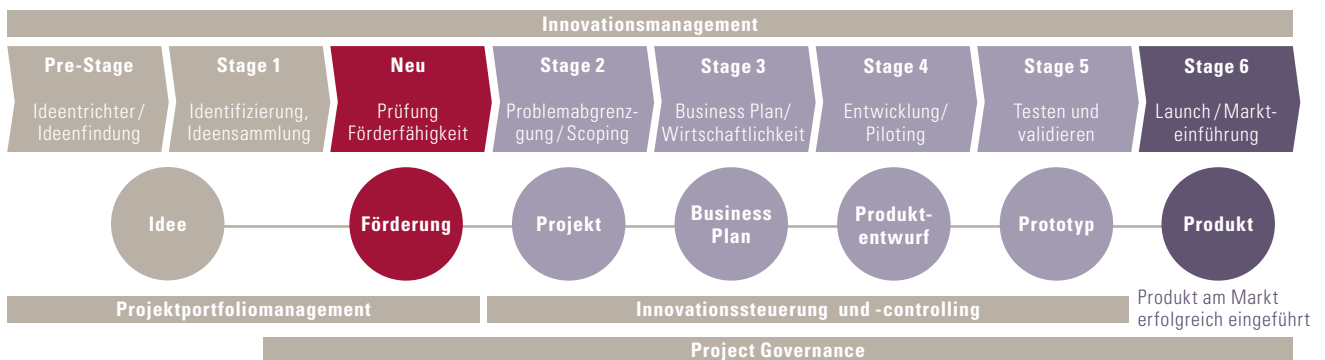 Innovationsmanagement
Pre-Stage
Ideentrichter / 
Ideenfindung
Stage 1
Identifizierung,
Ideensammlung
Neu
Prüfung
Förderfähigkeit
Stage 2
Problemabgrenz-
gung / Scoping
Stage 3
Business Plan/
Wirtschaftlichkeit
Stage 4
Entwicklung/
Piloting
Stage 5
Testen und
validieren
Stage 6
Launch / Markt-
einführung
Idee
Förderung
Projekt
Business
Plan
Produkt-
entwurf
Prototyp
Produkt
Projektportfoliomanagement
Innovationssteuerung und -controlling
Produkt am Markt
erfolgreich eingeführt
Project Governance